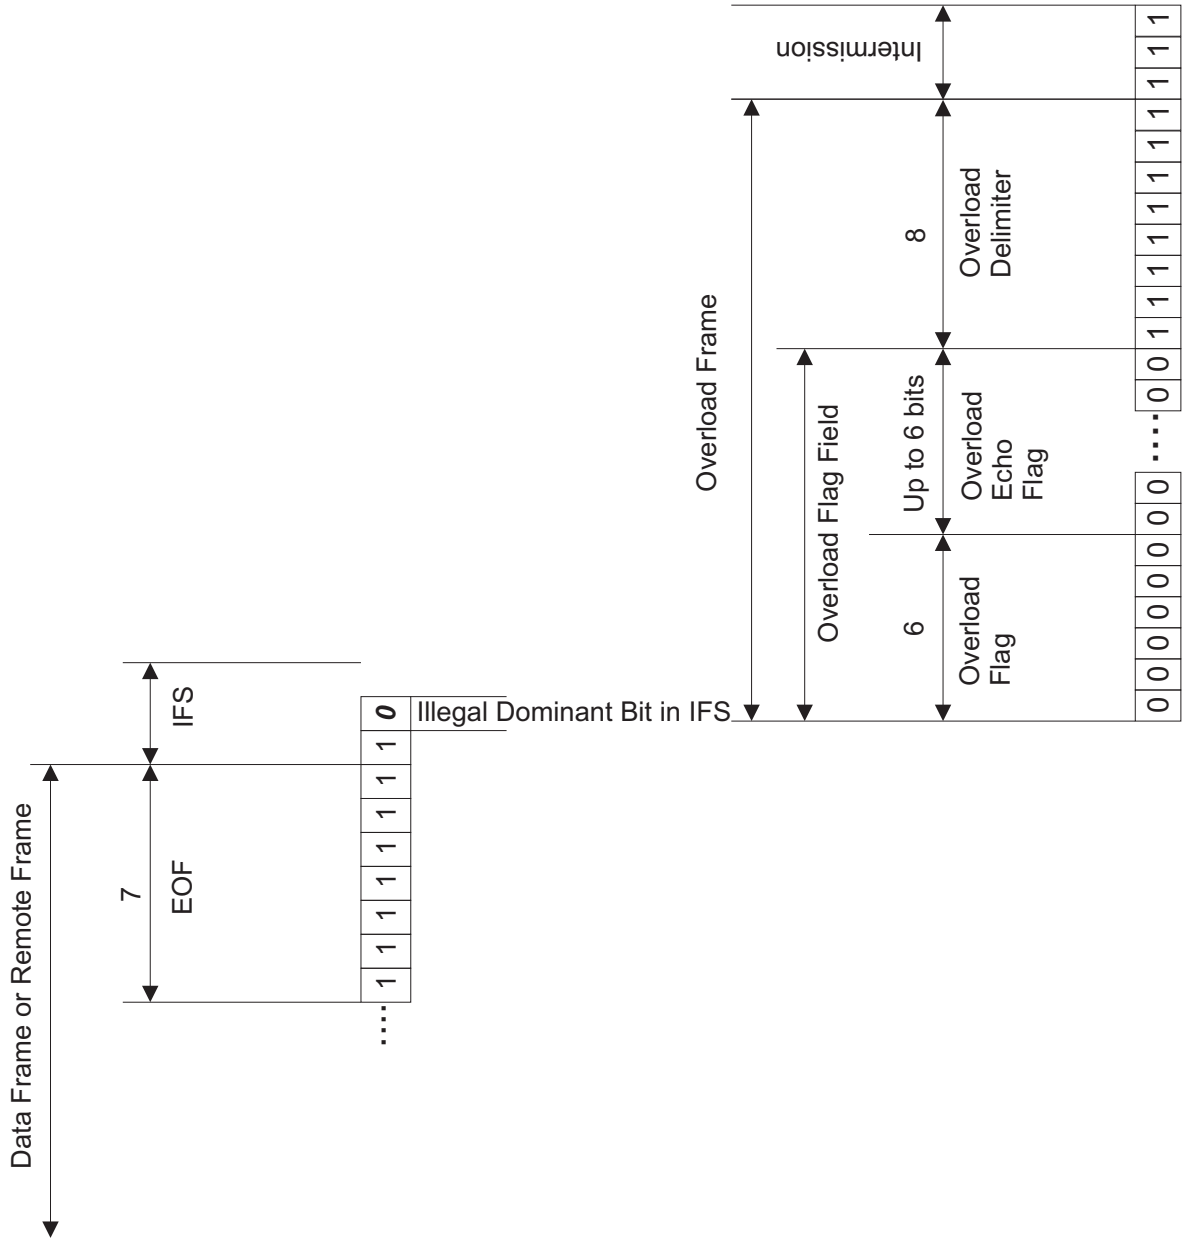 Data Frame or Remote Frame
7
EOF
IFS
.... 1 1 1 1 1 1 1 1 0
Illegal Dominant Bit in IFS
Overload Frame
Overload Flag Field
6
Overload
Flag
Up to 6 bits
Overload
Echo
Flag
8
Overload
Delimiter
Intermission
0 0 0 0 0 0 0 0 .... 0 0 1 1 1 1 1 1 1 1 1 1 1